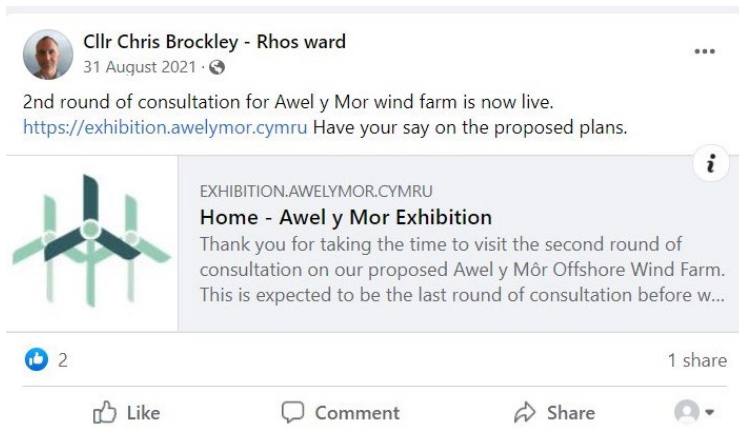 Cllr Chris Brockley - Rhos ward
31 August 2021 ·
2nd round of consultation for Awel y Mor wind farm is now live.
https://exhibition.awelymor.cymru Have your say on the proposed plans.
i
EXHIBITION.AWELYMOR.CYMRU
Home - Awel y Mor Exhibition
Thank you for taking the time to visit the second round of
consultation on our proposed Awel y Môr Offshore Wind Farm.
This is expected to be the last round of consultation before w...
2
1 share
Like
Comment
Share